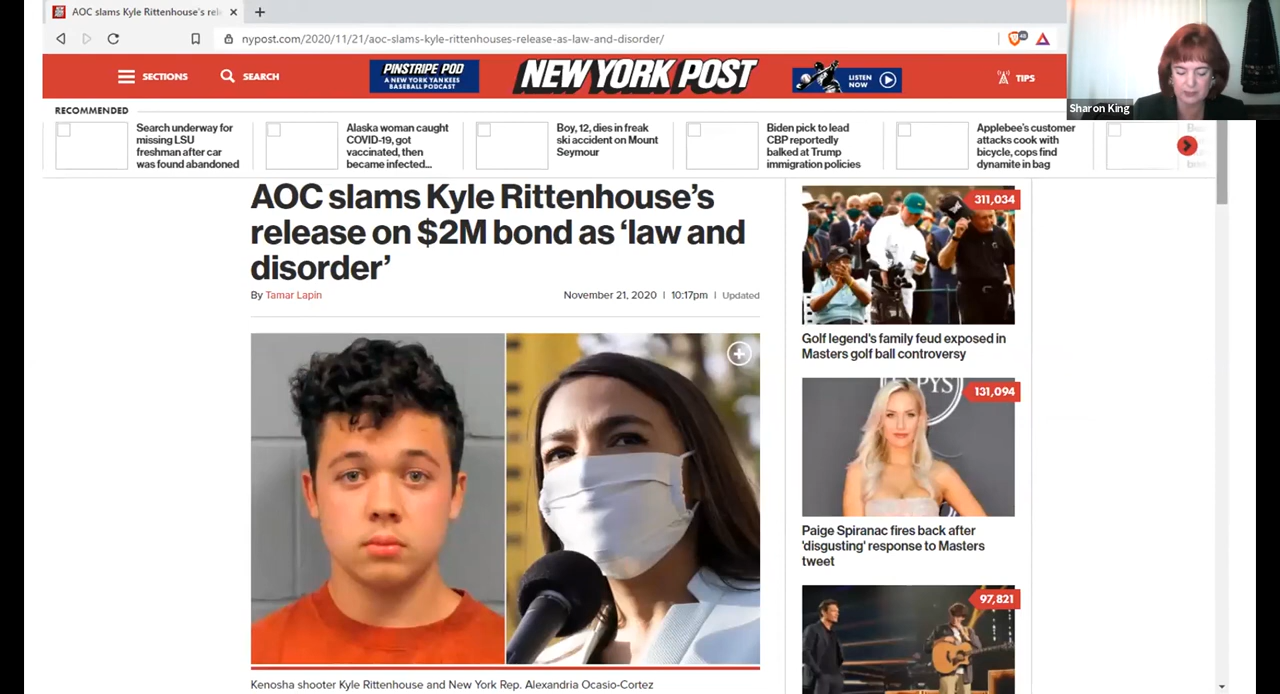 AOC slams Kyle Rittenhouse's rel
nypost.com/2020/11/21/aoc-slams-kyle-rittenhouses-release-as-law-and-disorder/
SECTIONS
SEARCH
PINSTRIPE POD
A NEW YORK YANKEES
BASEBALL PODCAST
NEW YORK POST
LISTEN
NOW
TIPS
Sharon King
RECOMMENDED
Search underway for
missing LSU
freshman after car
was found abandoned
Alaska woman caught
COVID-19, got
vaccinated, then
became infected...
Boy, 12, dies in freak
ski accident on Mount
Seymour
Biden pick to lead
CBP reportedly
balked at Trump
immigration policies
Applebee's customer
attacks cook with
bicycle, cops find
dynamite in bag
AOC slams Kyle Rittenhouse's
release on $2M bond as 'law and
disorder'
By Tamar Lapin
November 21, 2020 | 10:17pm | Updated
Kenosha shooter Kyle Rittenhouse and New York Rep. Alexandria Ocasio-Cortez
311,034
Golf legend's family feud exposed in
Masters golf ball controversy
131,094
Paige Spiranac fires back after
'disgusting' response to Masters
tweet
97,821